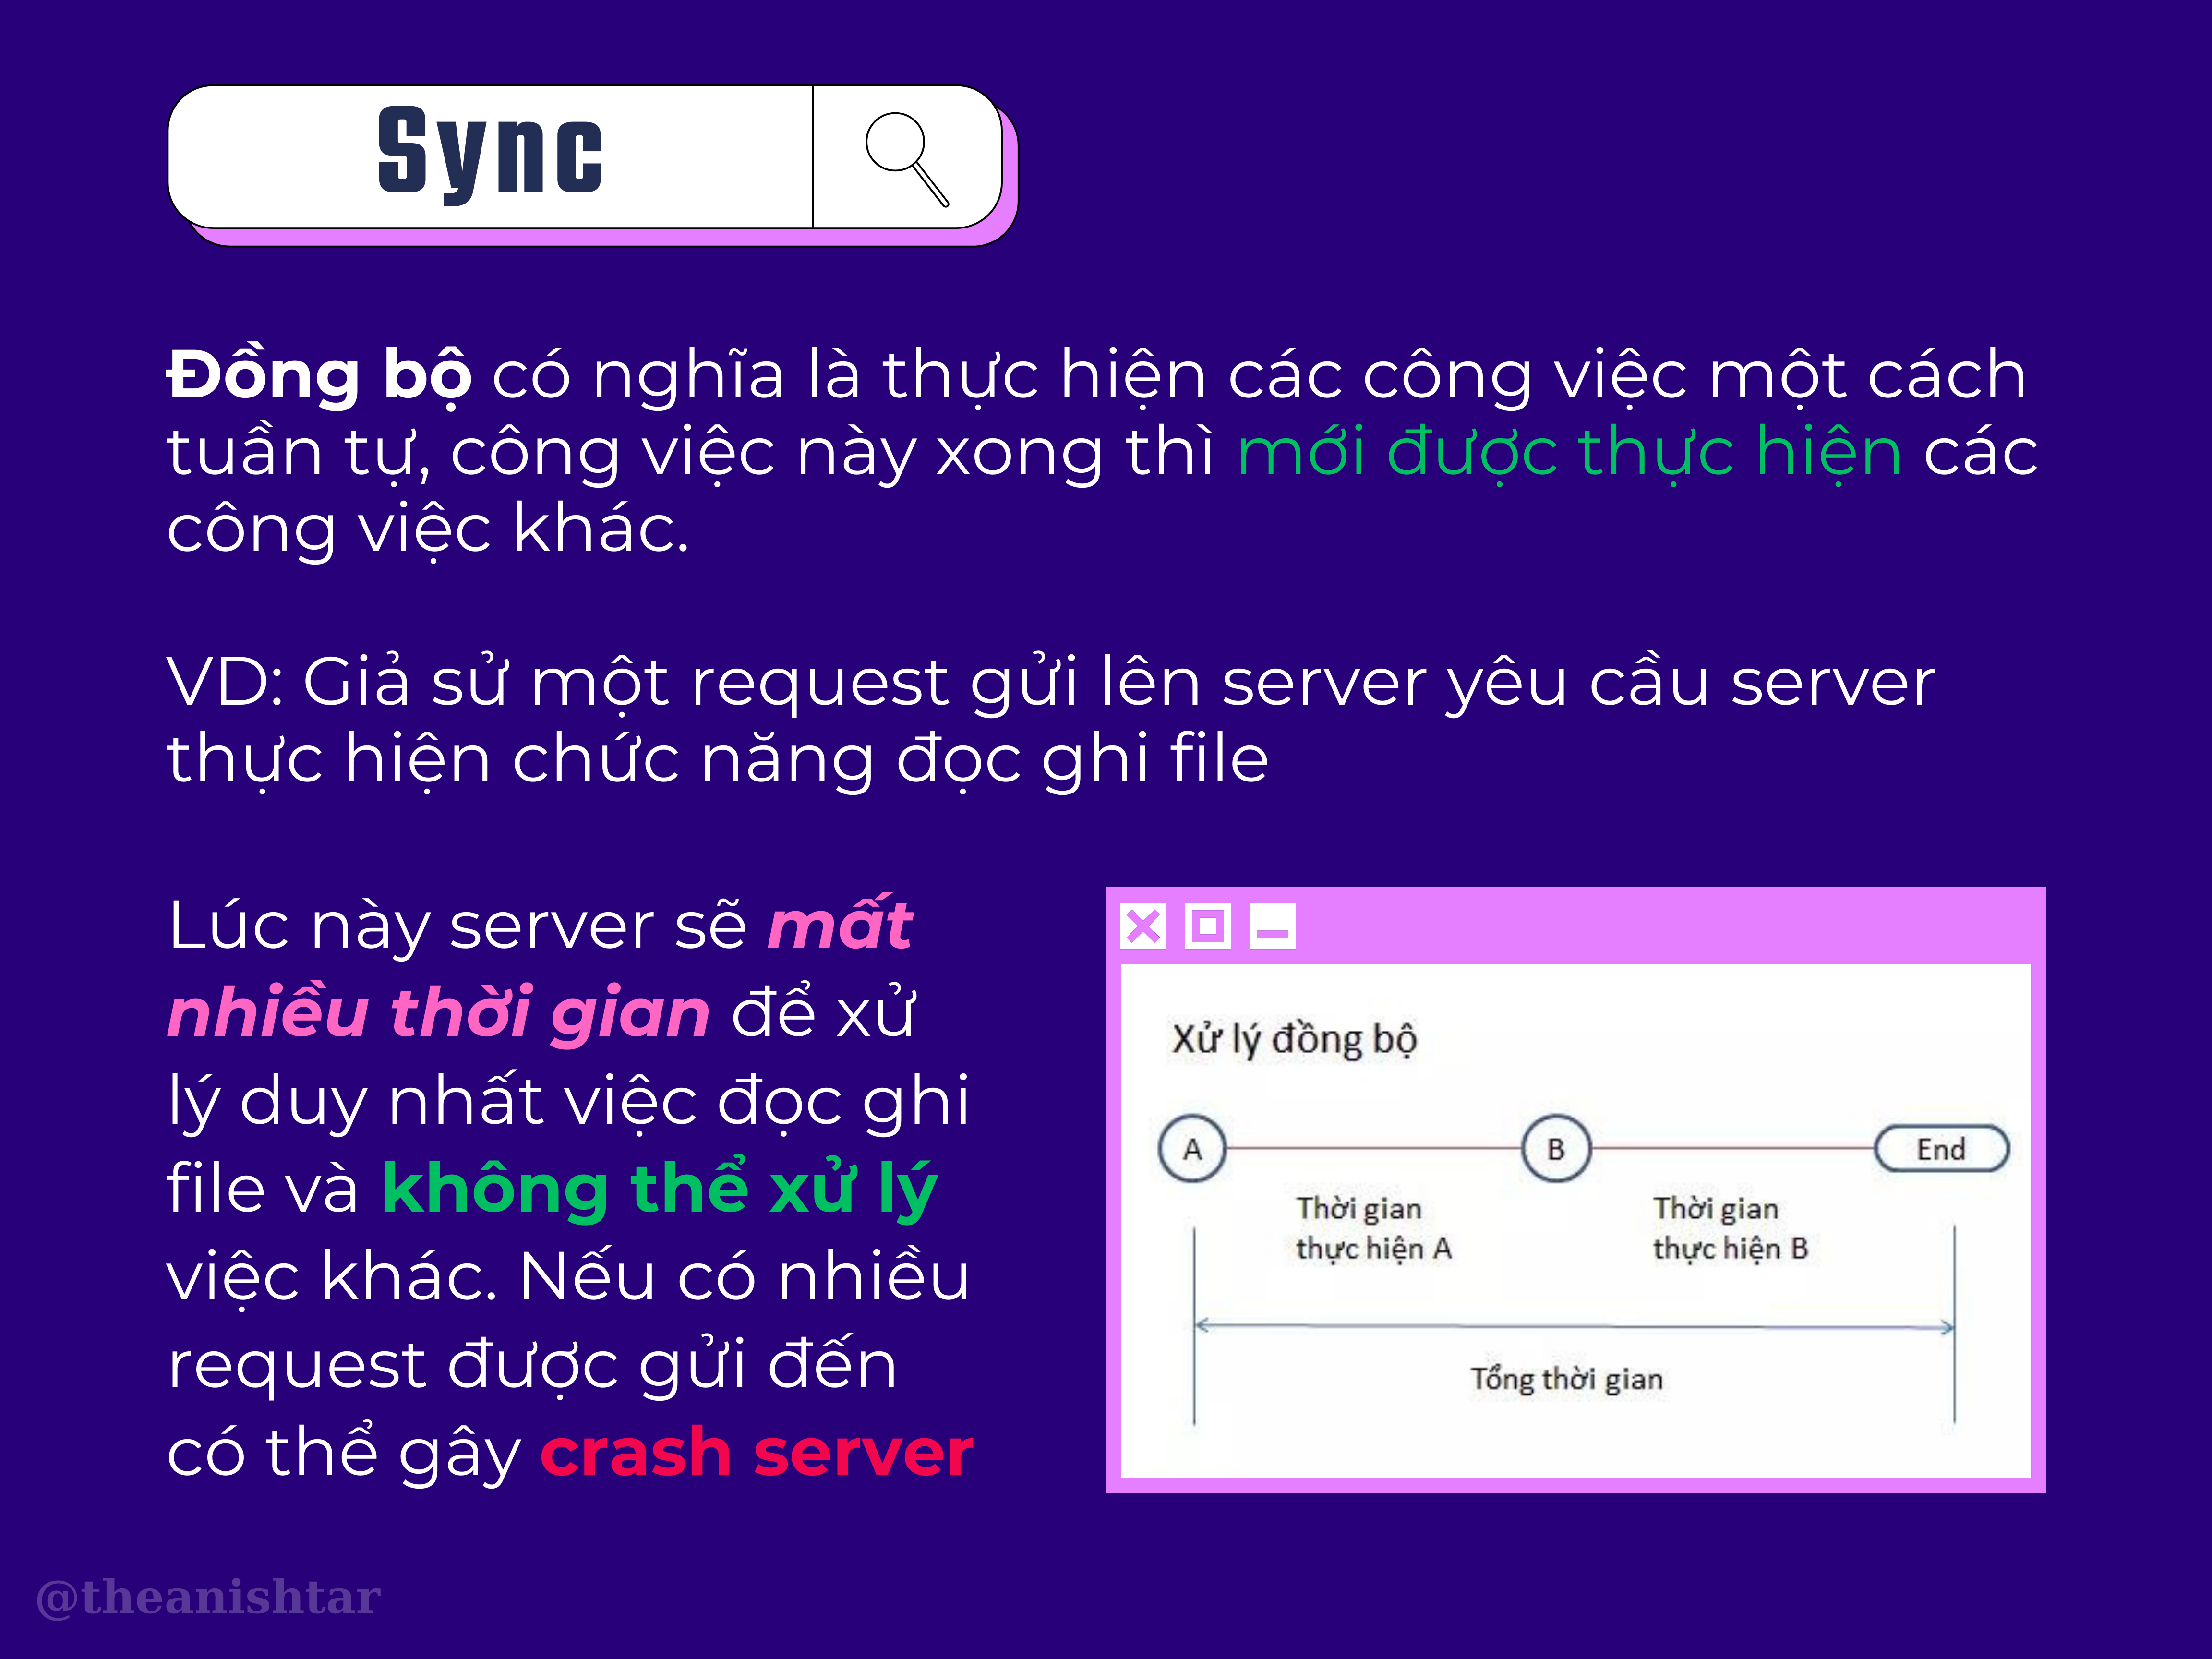 Sync
Đồng bộ có nghĩa là thực hiện các công việc một cách
tuần tự, công việc này xong thì mới được thực hiện các
công việc khác.
VD: Giả sử một request gửi lên server yêu cầu server
thực hiện chức năng đọc ghi file
Lúc này server sẽ mất
nhiều thời gian để xử
lý duy nhất việc đọc ghi
file và không thể xử lý
việc khác. Nếu có nhiều
request được gửi đến
có thể gây crash server
Xử lý đồng bộ
A
B
End
Thời gian
thực hiện A
Thời gian
thực hiện B
Tổng thời gian
@theanishtar